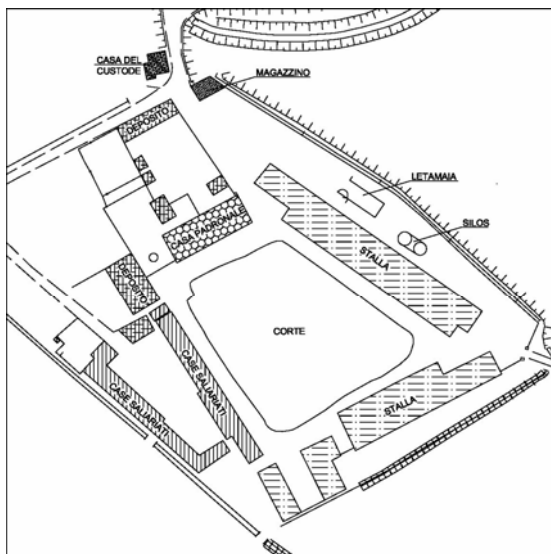 CASA DEL
CUSTODE
MAGAZZINO
DEPOSITO
LETAMAIA
CASA PADRONALE
SILOS
STALLA
DEPOSITO
CORTE
CASE SALARIATI
CASE SALARIATI
STALLA